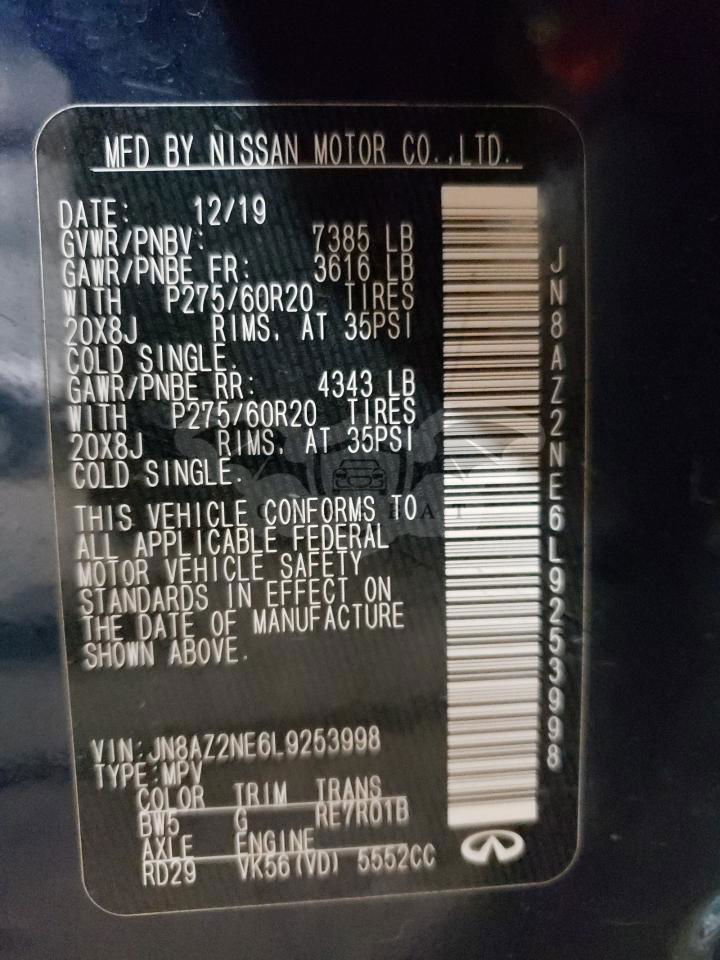 MFD BY NISSAN MOTOR CO.,LTD.
DATE: 12/19
GVWR/PNBV: 7385 LB
GAWR/PNBE FR: 3616 LB
WITH P275/60R20 TIRES
20X8J RIMS, AT 35PSI
COLD SINGLE.
GAWR/PNBE RR: 4343 LB
WITH P275/60R20 TIRES
20X8J RIMS, AT 35PSI
COLD SINGLE.
THIS VEHICLE CONFORMS TO
ALL APPLICABLE FEDERAL
MOTOR VEHICLE SAFETY
STANDARDS IN EFFECT ON
THE DATE OF MANUFACTURE
SHOWN ABOVE.
VIN:JN8AZ2NE6L9253998
TYPE:MPV
COLOR TRIM TRANS
BW5 G RE7R01B
AXLE ENGINE
RD29 VK56(VD) 5552CC
JN8AZ2NE6L9253998